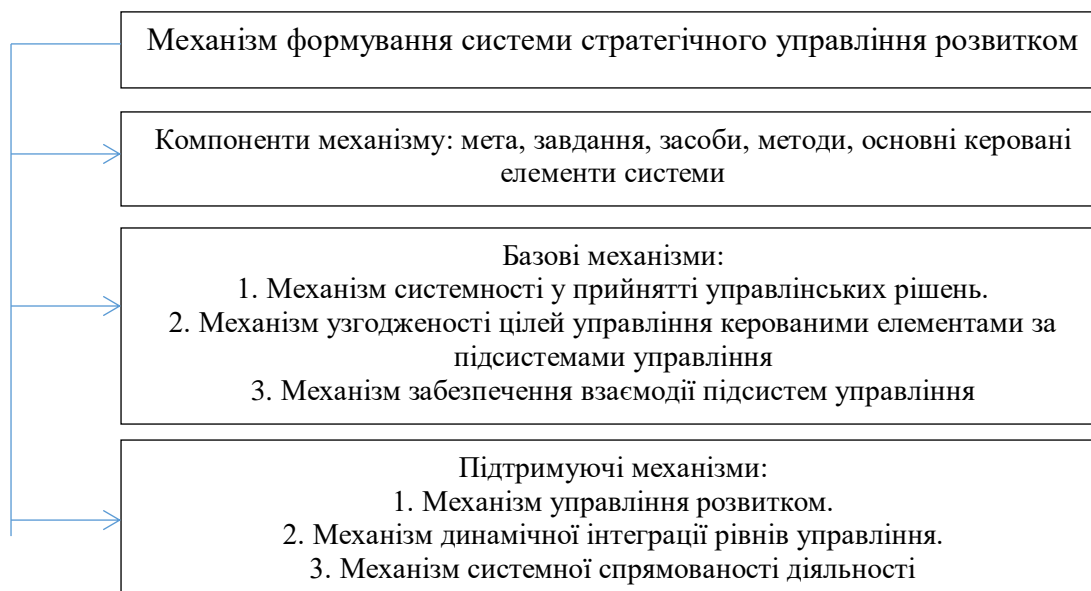 Механізм формування системи стратегічного управління розвитком
Компоненти механізму: мета, завдання, засоби, методи, основні керовані
елементи системи
Базові механізми:
1. Механізм системності у прийнятті управлінських рішень.
2. Механізм узгодженості цілей управління керованими елементами за
підсистемами управління
3. Механізм забезпечення взаємодії підсистем управління
Підтримуючі механізми:
1. Механізм управління розвитком.
2. Механізм динамічної інтеграції рівнів управління.
3. Механізм системної спрямованості діяльності